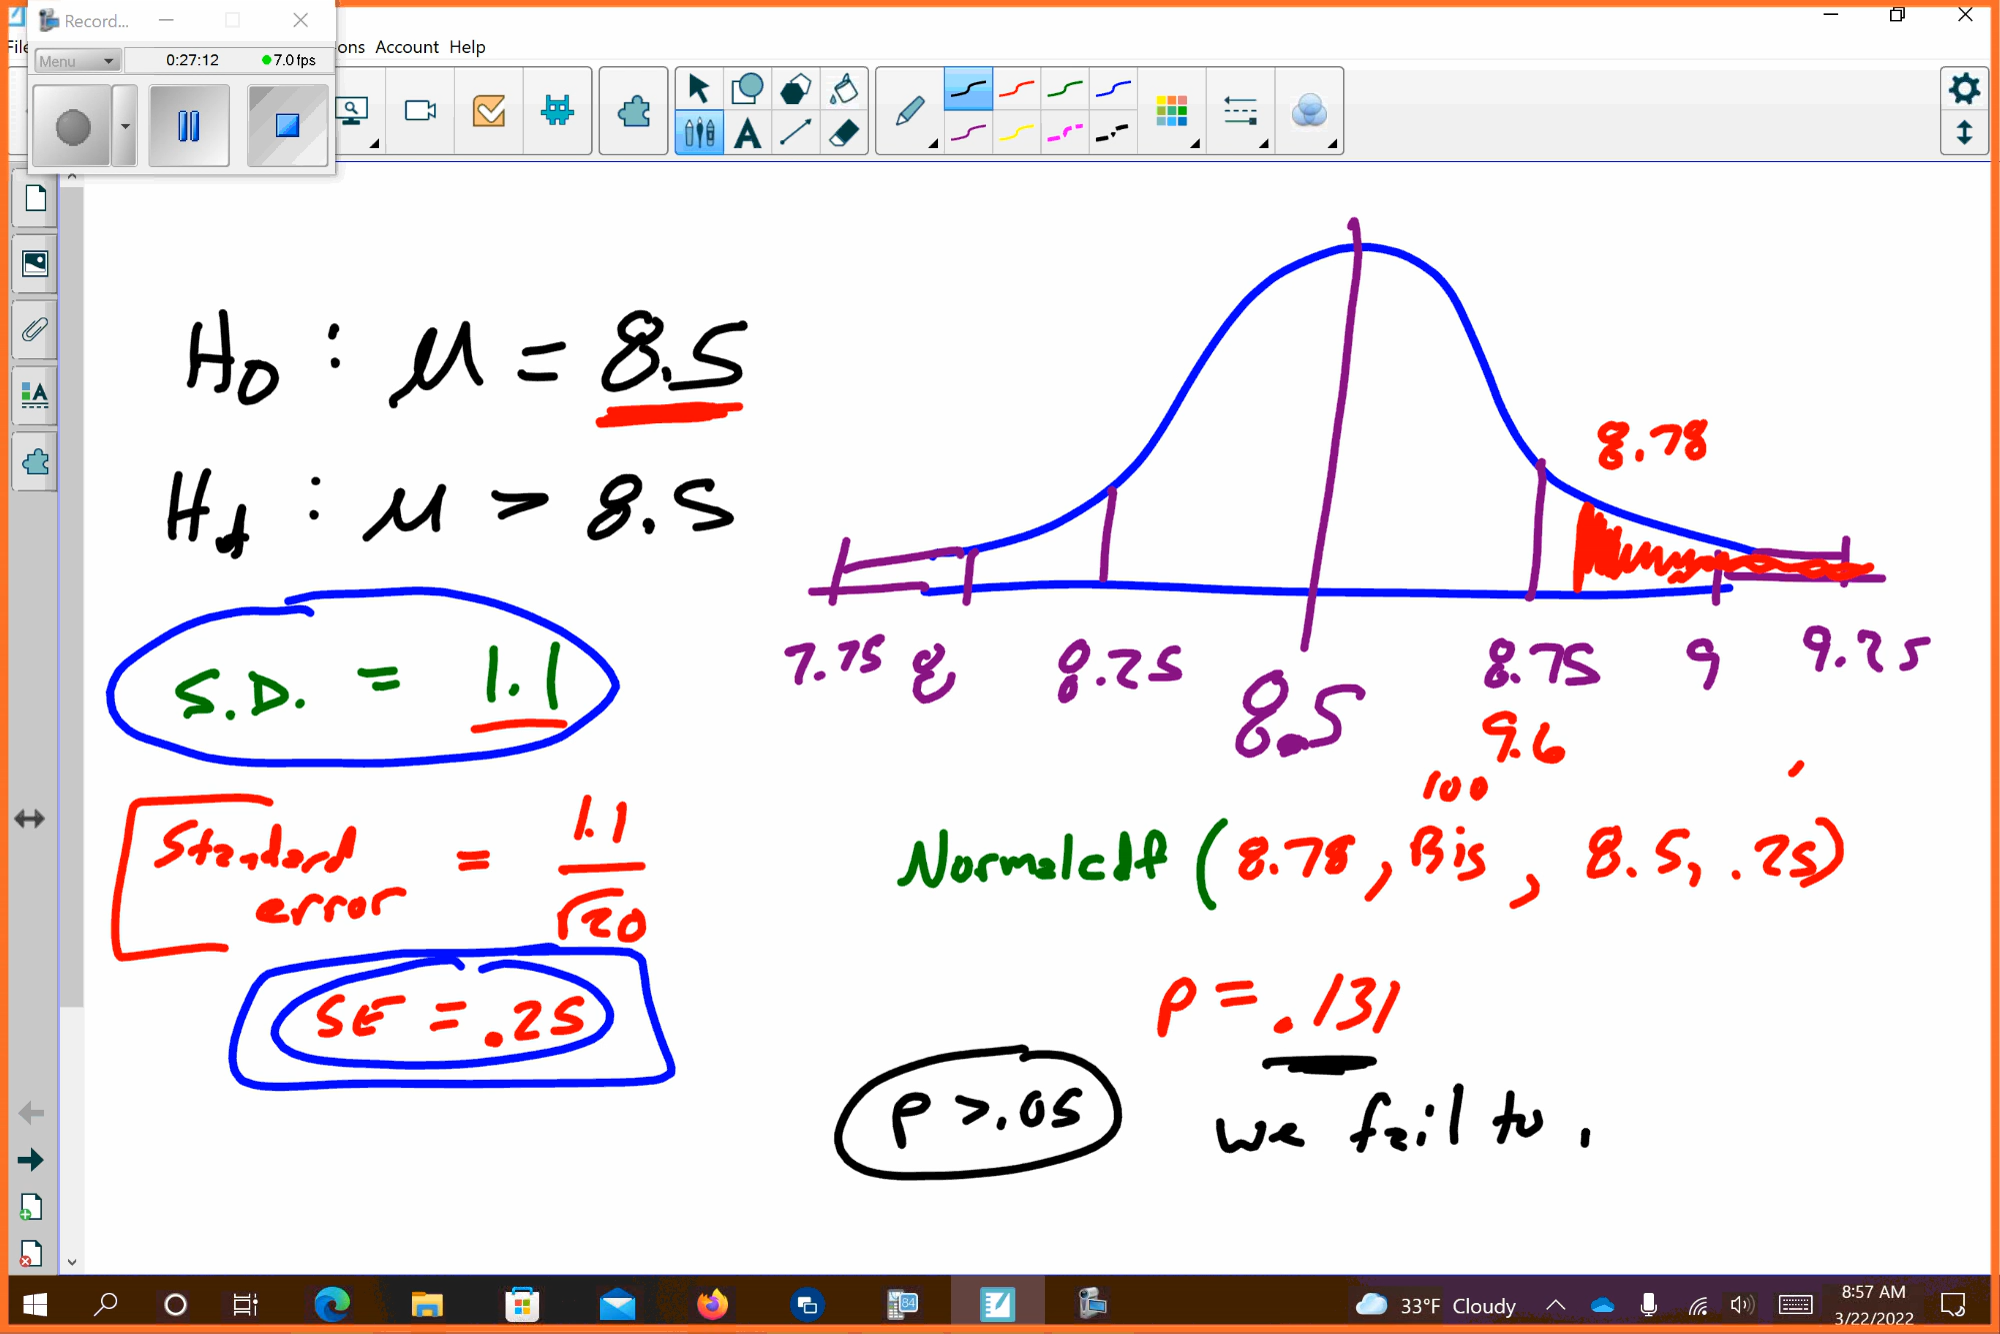 Record...
Menu
0:27:12
7.0 fps
ons Account Help
H0 : μ = 8.5
8.78
: μ > 8.5
7.75 8 8.25 8.5 8.75 9 9.25
S.D. = 1.1
9.6
100
Standard error = 1.1 / √20
Normalcdf (8.78, Big, 8.5, .25)
SE = .25
p = .131
p > .05
we fail to
84
33°F Cloudy
8:57 AM
3/22/2022